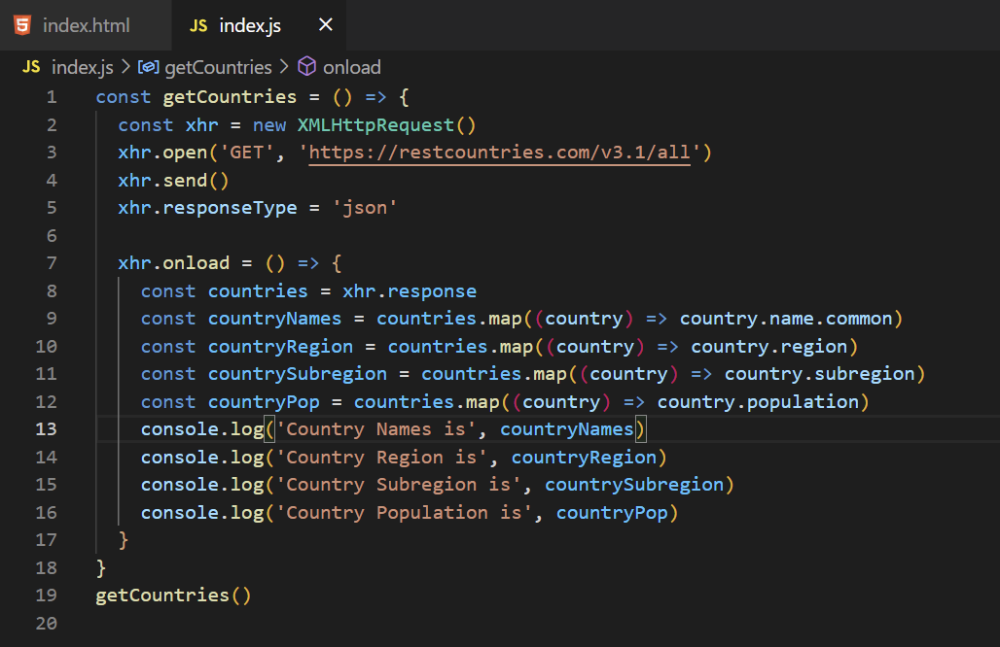 index.html JS index.js ×
JS index.js > getCountries > onload
1 const getCountries = () => {
2 const xhr = new XMLHttpRequest()
3 xhr.open('GET', 'https://restcountries.com/v3.1/all')
4 xhr.send()
5 xhr.responseType = 'json'
6
7 xhr.onload = () => {
8 const countries = xhr.response
9 const countryNames = countries.map((country) => country.name.common)
10 const countryRegion = countries.map((country) => country.region)
11 const countrySubregion = countries.map((country) => country.subregion)
12 const countryPop = countries.map((country) => country.population)
13 console.log('Country Names is', countryNames)
14 console.log('Country Region is', countryRegion)
15 console.log('Country Subregion is', countrySubregion)
16 console.log('Country Population is', countryPop)
17 }
18 }
19 getCountries()
20